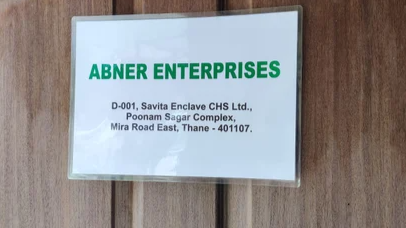 ABNER ENTERPRISES
D-001, Savita Enclave CHS Ltd.,
Poonam Sagar Complex,
Mira Road East, Thane - 401107.